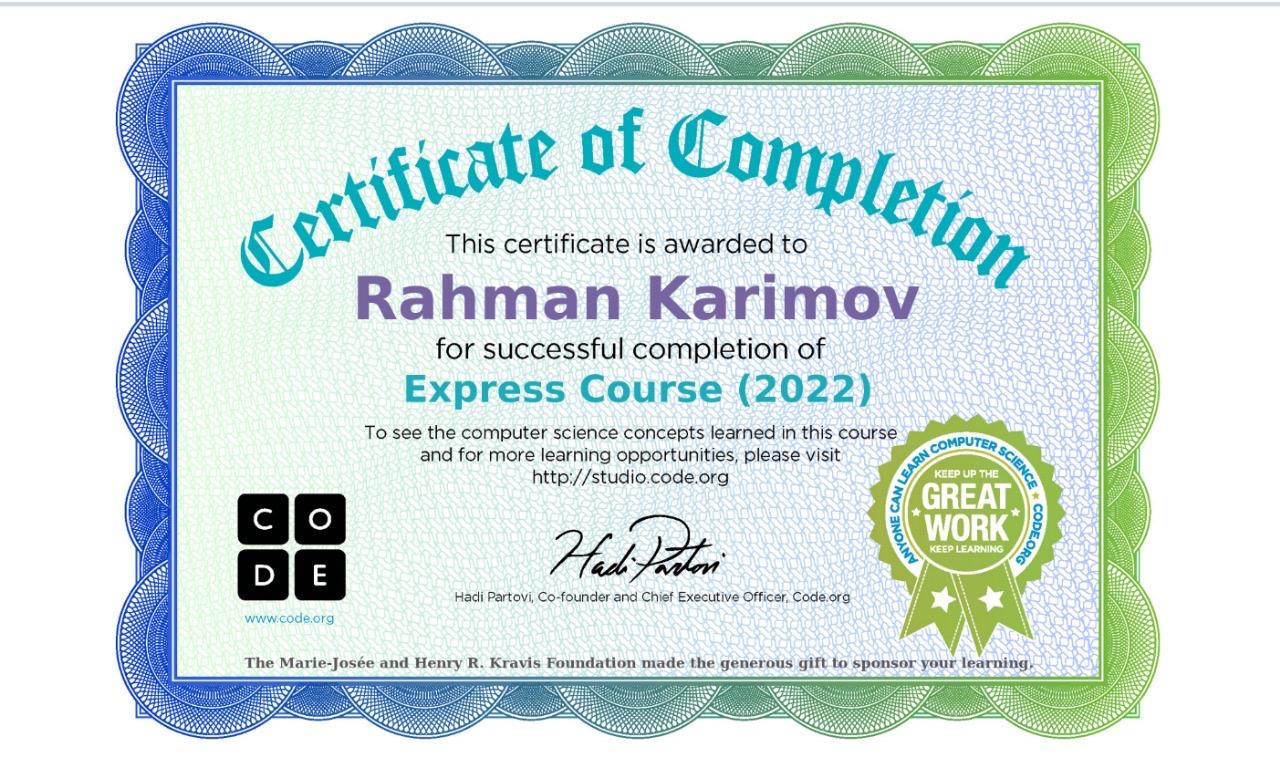 Certificate of Completion
This certificate is awarded to
Rahman Karimov
for successful completion of
Express Course (2022)
To see the computer science concepts learned in this course
and for more learning opportunities, please visit
http://studio.code.org
ANYONE CAN LEARN COMPUTER SCIENCE ★ CODE.ORG
KEEP UP THE
GREAT
WORK
KEEP LEARNING
C O
D E
www.code.org
Hadi Partovi
Hadi Partovi, Co-founder and Chief Executive Officer, Code.org
The Marie-Josée and Henry R. Kravis Foundation made the generous gift to sponsor your learning.